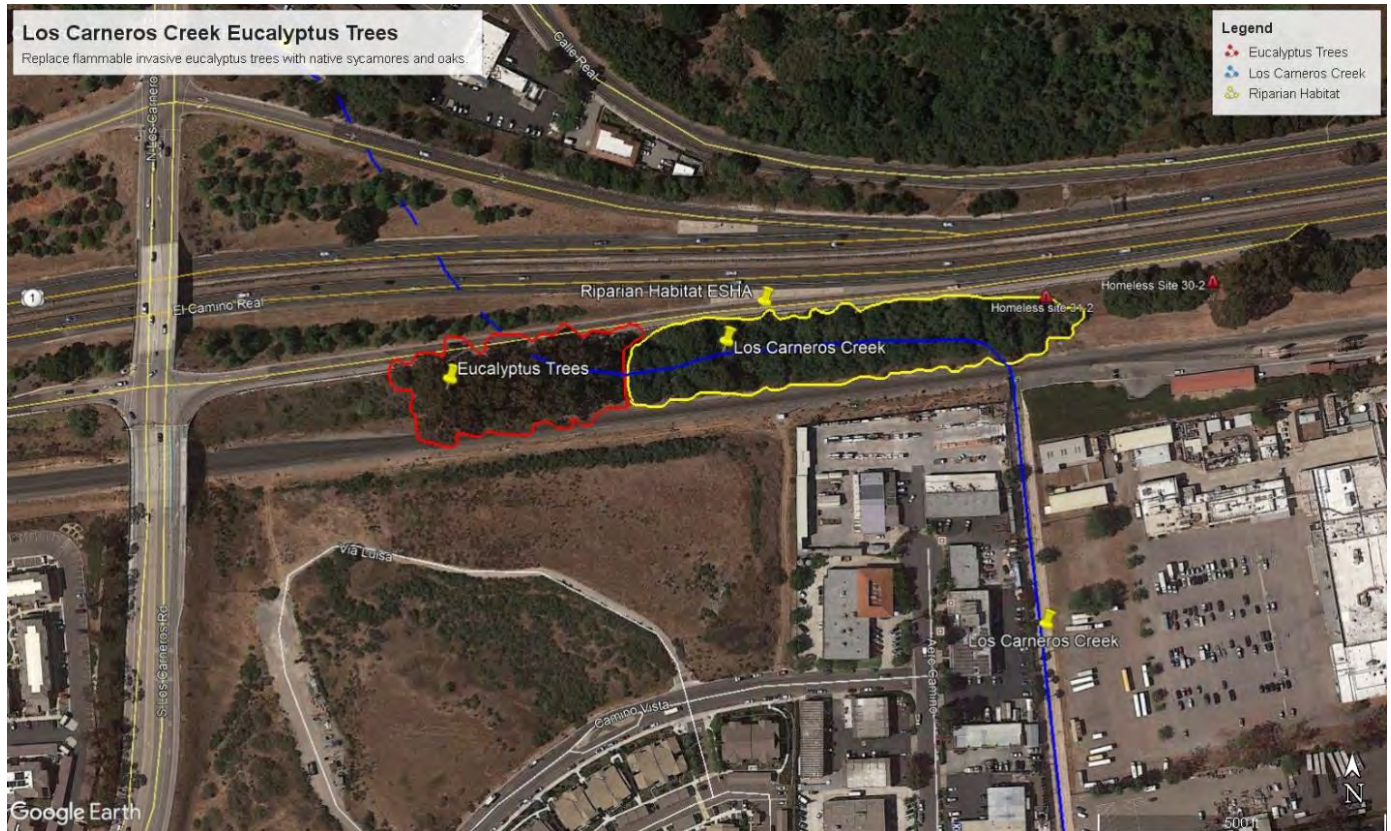 Los Carneros Creek Eucalyptus Trees
Replace flammable invasive eucalyptus trees with native sycamores and oaks.
Legend
Eucalyptus Trees
Los Carneros Creek
Riparian Habitat
Calle Real
N Los Carneros
1
El Camino Real
Riparian Habitat ESHA
Homeless Site 30-2
Homeless site 31-2
Los Carneros Creek
Eucalyptus Trees
Via Luisa
S Los Carneros Rd
Los Carneros Creek
Aero Camino
Camino Vista
Google Earth
N
500 ft